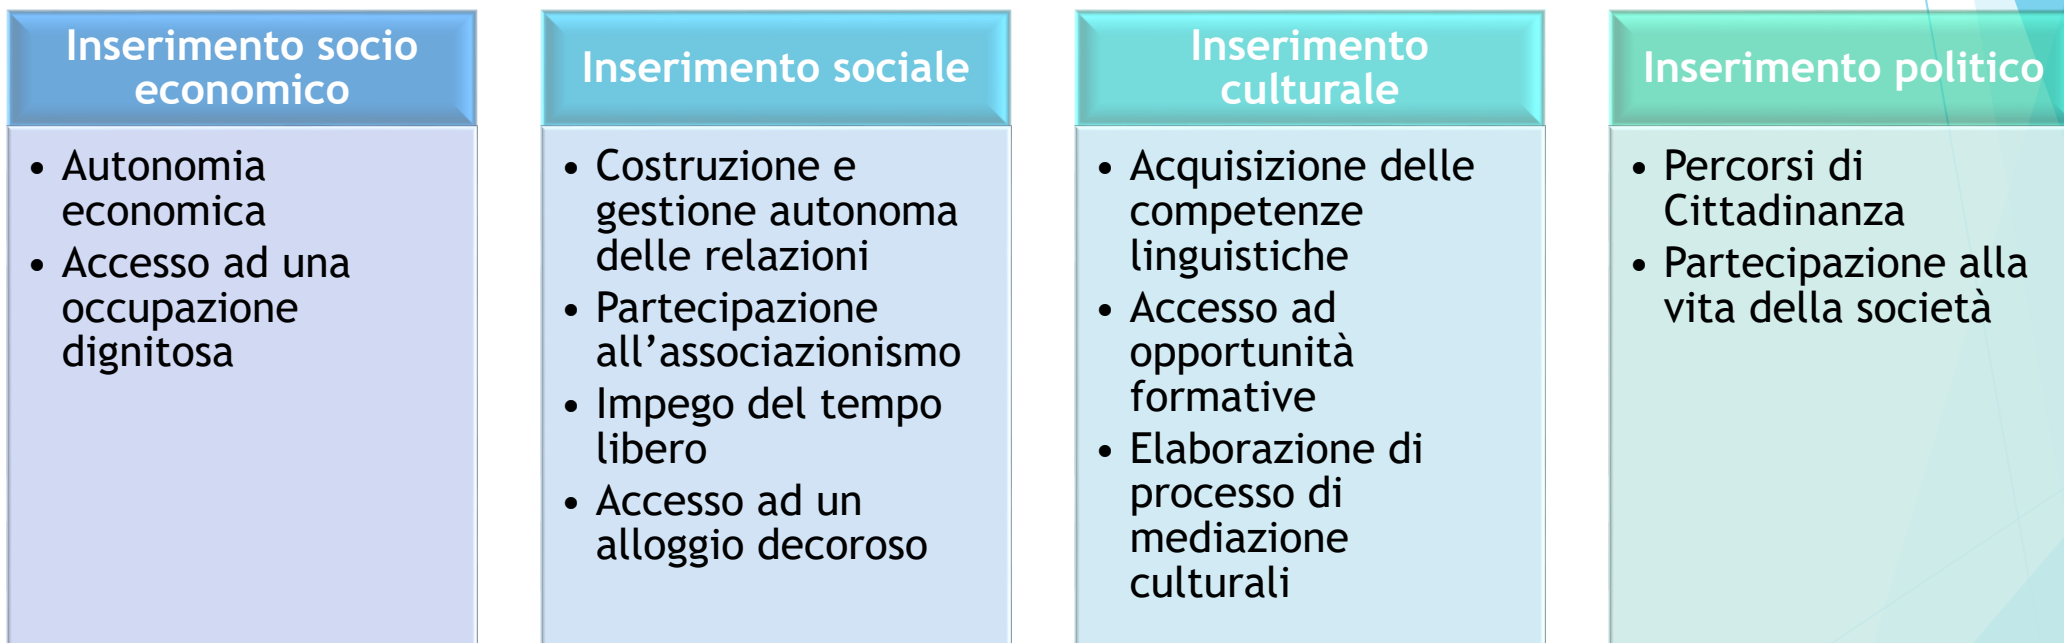 Inserimento socio
economico
• Autonomia
economica
• Accesso ad una
occupazione
dignitosa
Inserimento sociale
• Costruzione e
gestione autonoma
delle relazioni
• Partecipazione
all’associazionismo
• Impego del tempo
libero
• Accesso ad un
alloggio decoroso
Inserimento
culturale
• Acquisizione delle
competenze
linguistiche
• Accesso ad
opportunità
formative
• Elaborazione di
processo di
mediazione
culturali
Inserimento politico
• Percorsi di
Cittadinanza
• Partecipazione alla
vita della società